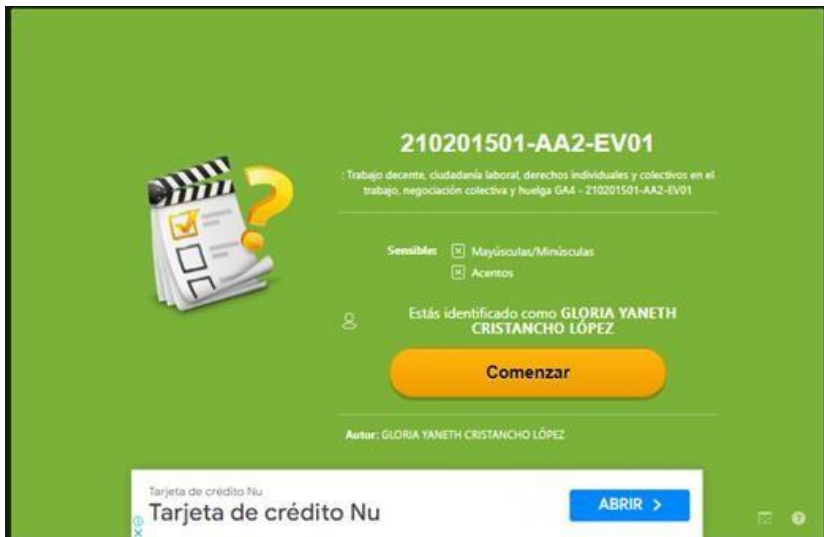 210201501-AA2-EV01
: Trabajo decente, ciudadanía laboral, derechos individuales y colectivos en el
trabajo, negociación colectiva y huelga GA4 - 210201501-AA2-EV01
Sensible: Mayúsculas/Minúsculas
Acentos
Estás identificado como GLORIA YANETH
CRISTANCHO LÓPEZ
Comenzar
Autor: GLORIA YANETH CRISTANCHO LÓPEZ
Tarjeta de crédito Nu
Tarjeta de crédito Nu
ABRIR >